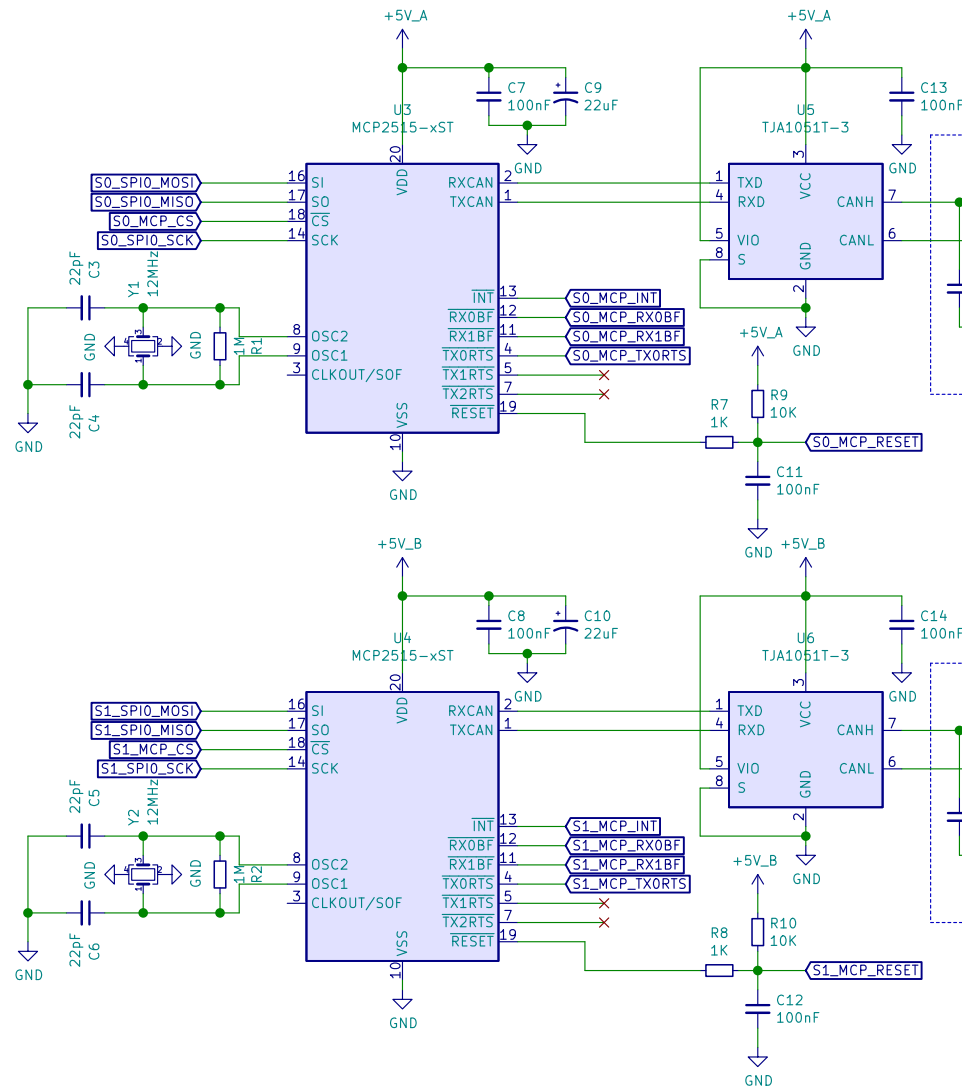 +5V_A
+5V_A
C7
100nF
C9
22uF
C13
100nF
U3
MCP2515-xST
U5
TJA1051T-3
GND
GND
20
VDD
3
VCC
S0_SPI0_MOSI
16
SI
RXCAN
2
1
TXD
S0_SPI0_MISO
17
SO
TXCAN
1
4
RXD
CANH
7
S0_MCP_CS
18
CS
S0_SPI0_SCK
14
SCK
5
VIO
CANL
6
8
S
GND
2
22pF
C3
Y1
12MHz
INT
13
S0_MCP_INT
RX0BF
12
S0_MCP_RX0BF
GND
GND
4
3
2
1
GND
1M
R1
8
OSC2
RX1BF
11
S0_MCP_RX1BF
9
OSC1
TX0RTS
4
S0_MCP_TX0RTS
+5V_A
3
CLKOUT/SOF
TX1RTS
5
TX2RTS
7
R9
10K
22pF
C4
RESET
19
R7
1K
VSS
10
S0_MCP_RESET
GND
GND
C11
100nF
GND
+5V_B
+5V_B
C8
100nF
C10
22uF
C14
100nF
U4
MCP2515-xST
U6
TJA1051T-3
GND
GND
20
VDD
3
VCC
S1_SPI0_MOSI
16
SI
RXCAN
2
1
TXD
S1_SPI0_MISO
17
SO
TXCAN
1
4
RXD
CANH
7
S1_MCP_CS
18
CS
S1_SPI0_SCK
14
SCK
5
VIO
CANL
6
8
S
GND
2
22pF
C5
Y2
12MHz
INT
13
S1_MCP_INT
RX0BF
12
S1_MCP_RX0BF
GND
GND
4
3
2
1
GND
1M
R2
8
OSC2
RX1BF
11
S1_MCP_RX1BF
9
OSC1
TX0RTS
4
S1_MCP_TX0RTS
+5V_B
3
CLKOUT/SOF
TX1RTS
5
TX2RTS
7
R10
10K
22pF
C6
RESET
19
R8
1K
VSS
10
S1_MCP_RESET
GND
GND
C12
100nF
GND